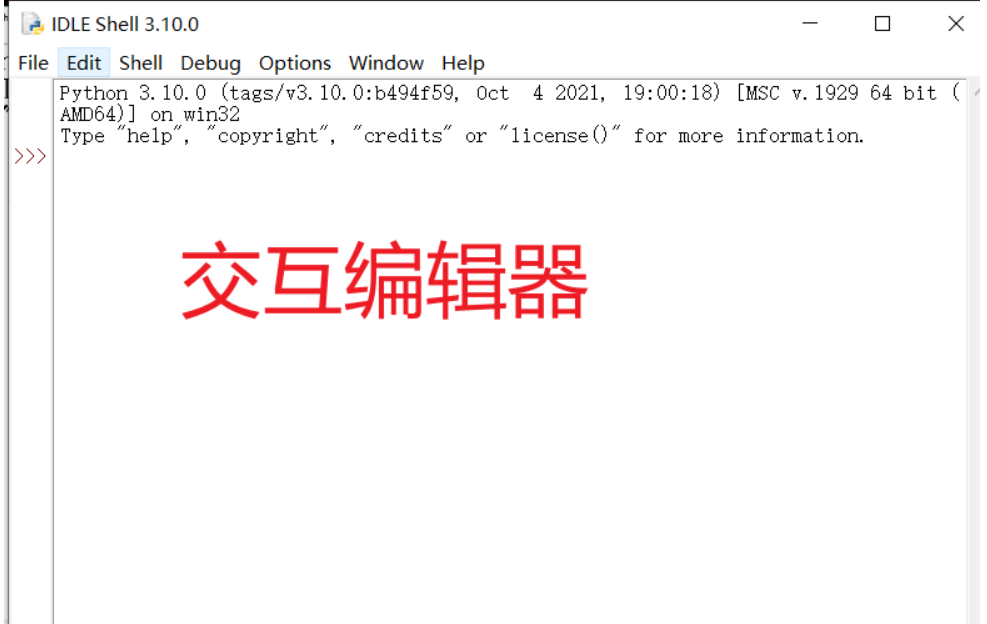 IDLE Shell 3.10.0
File Edit Shell Debug Options Window Help
Python 3.10.0 (tags/v3.10.0:b494f59, Oct  4 2021, 19:00:18) [MSC v.1929 64 bit (
AMD64)] on win32
Type "help", "copyright", "credits" or "license()" for more information.
>>>
交互编辑器